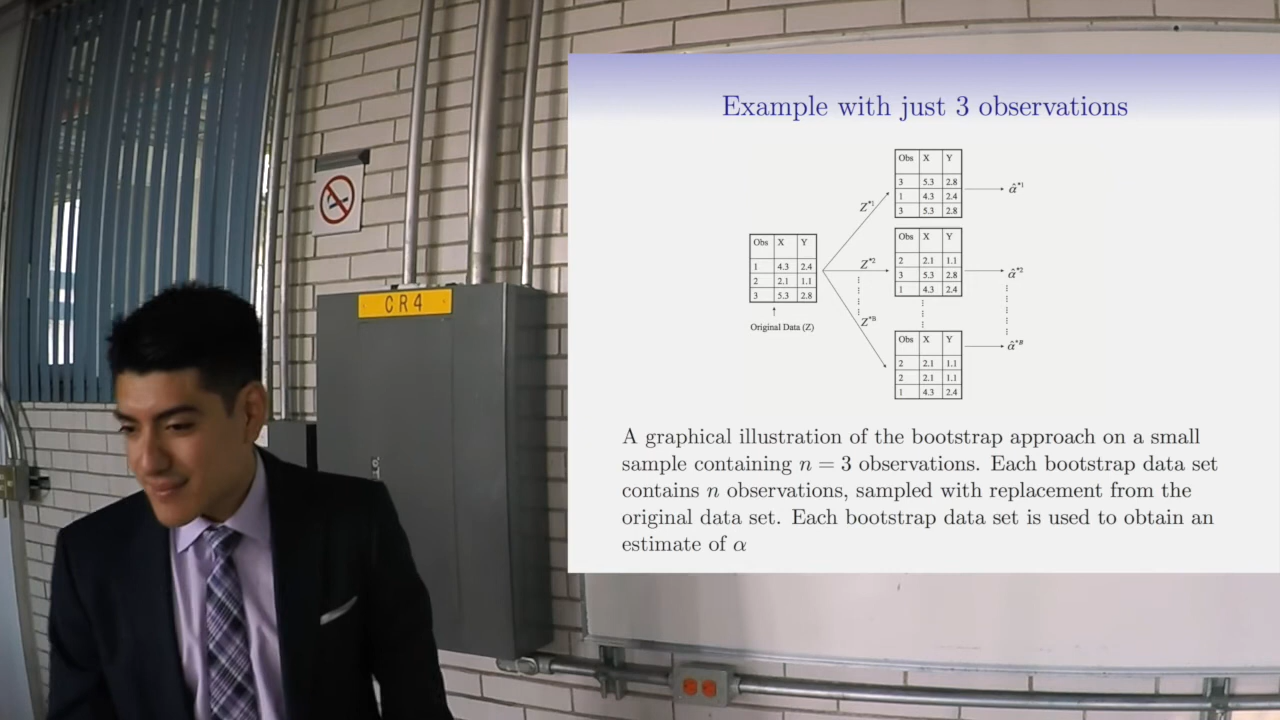 CR4
Example with just 3 observations
Obs X Y
3 5.3 2.8
1 4.3 2.4
3 5.3 2.8
α̂*1
Z*1
Obs X Y
1 4.3 2.4
2 2.1 1.1
3 5.3 2.8
Original Data (Z)
Z*2
Obs X Y
2 2.1 1.1
3 5.3 2.8
1 4.3 2.4
α̂*2
Z*B
Obs X Y
2 2.1 1.1
2 2.1 1.1
1 4.3 2.4
α̂*B
A graphical illustration of the bootstrap approach on a small
sample containing n = 3 observations. Each bootstrap data set
contains n observations, sampled with replacement from the
original data set. Each bootstrap data set is used to obtain an
estimate of α